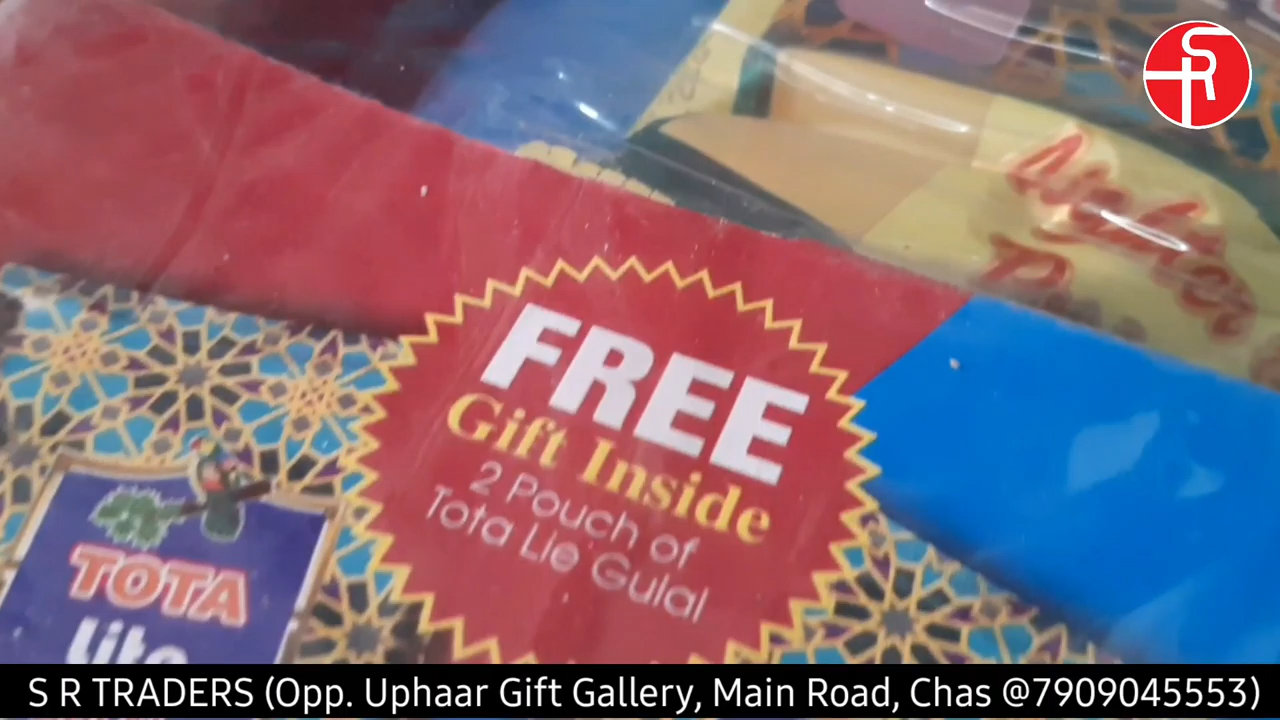 FREE
Gift Inside
2 Pouch of
Tota Lie Gulal
TOTA
Lite
S R TRADERS (Opp. Uphaar Gift Gallery, Main Road, Chas @7909045553)